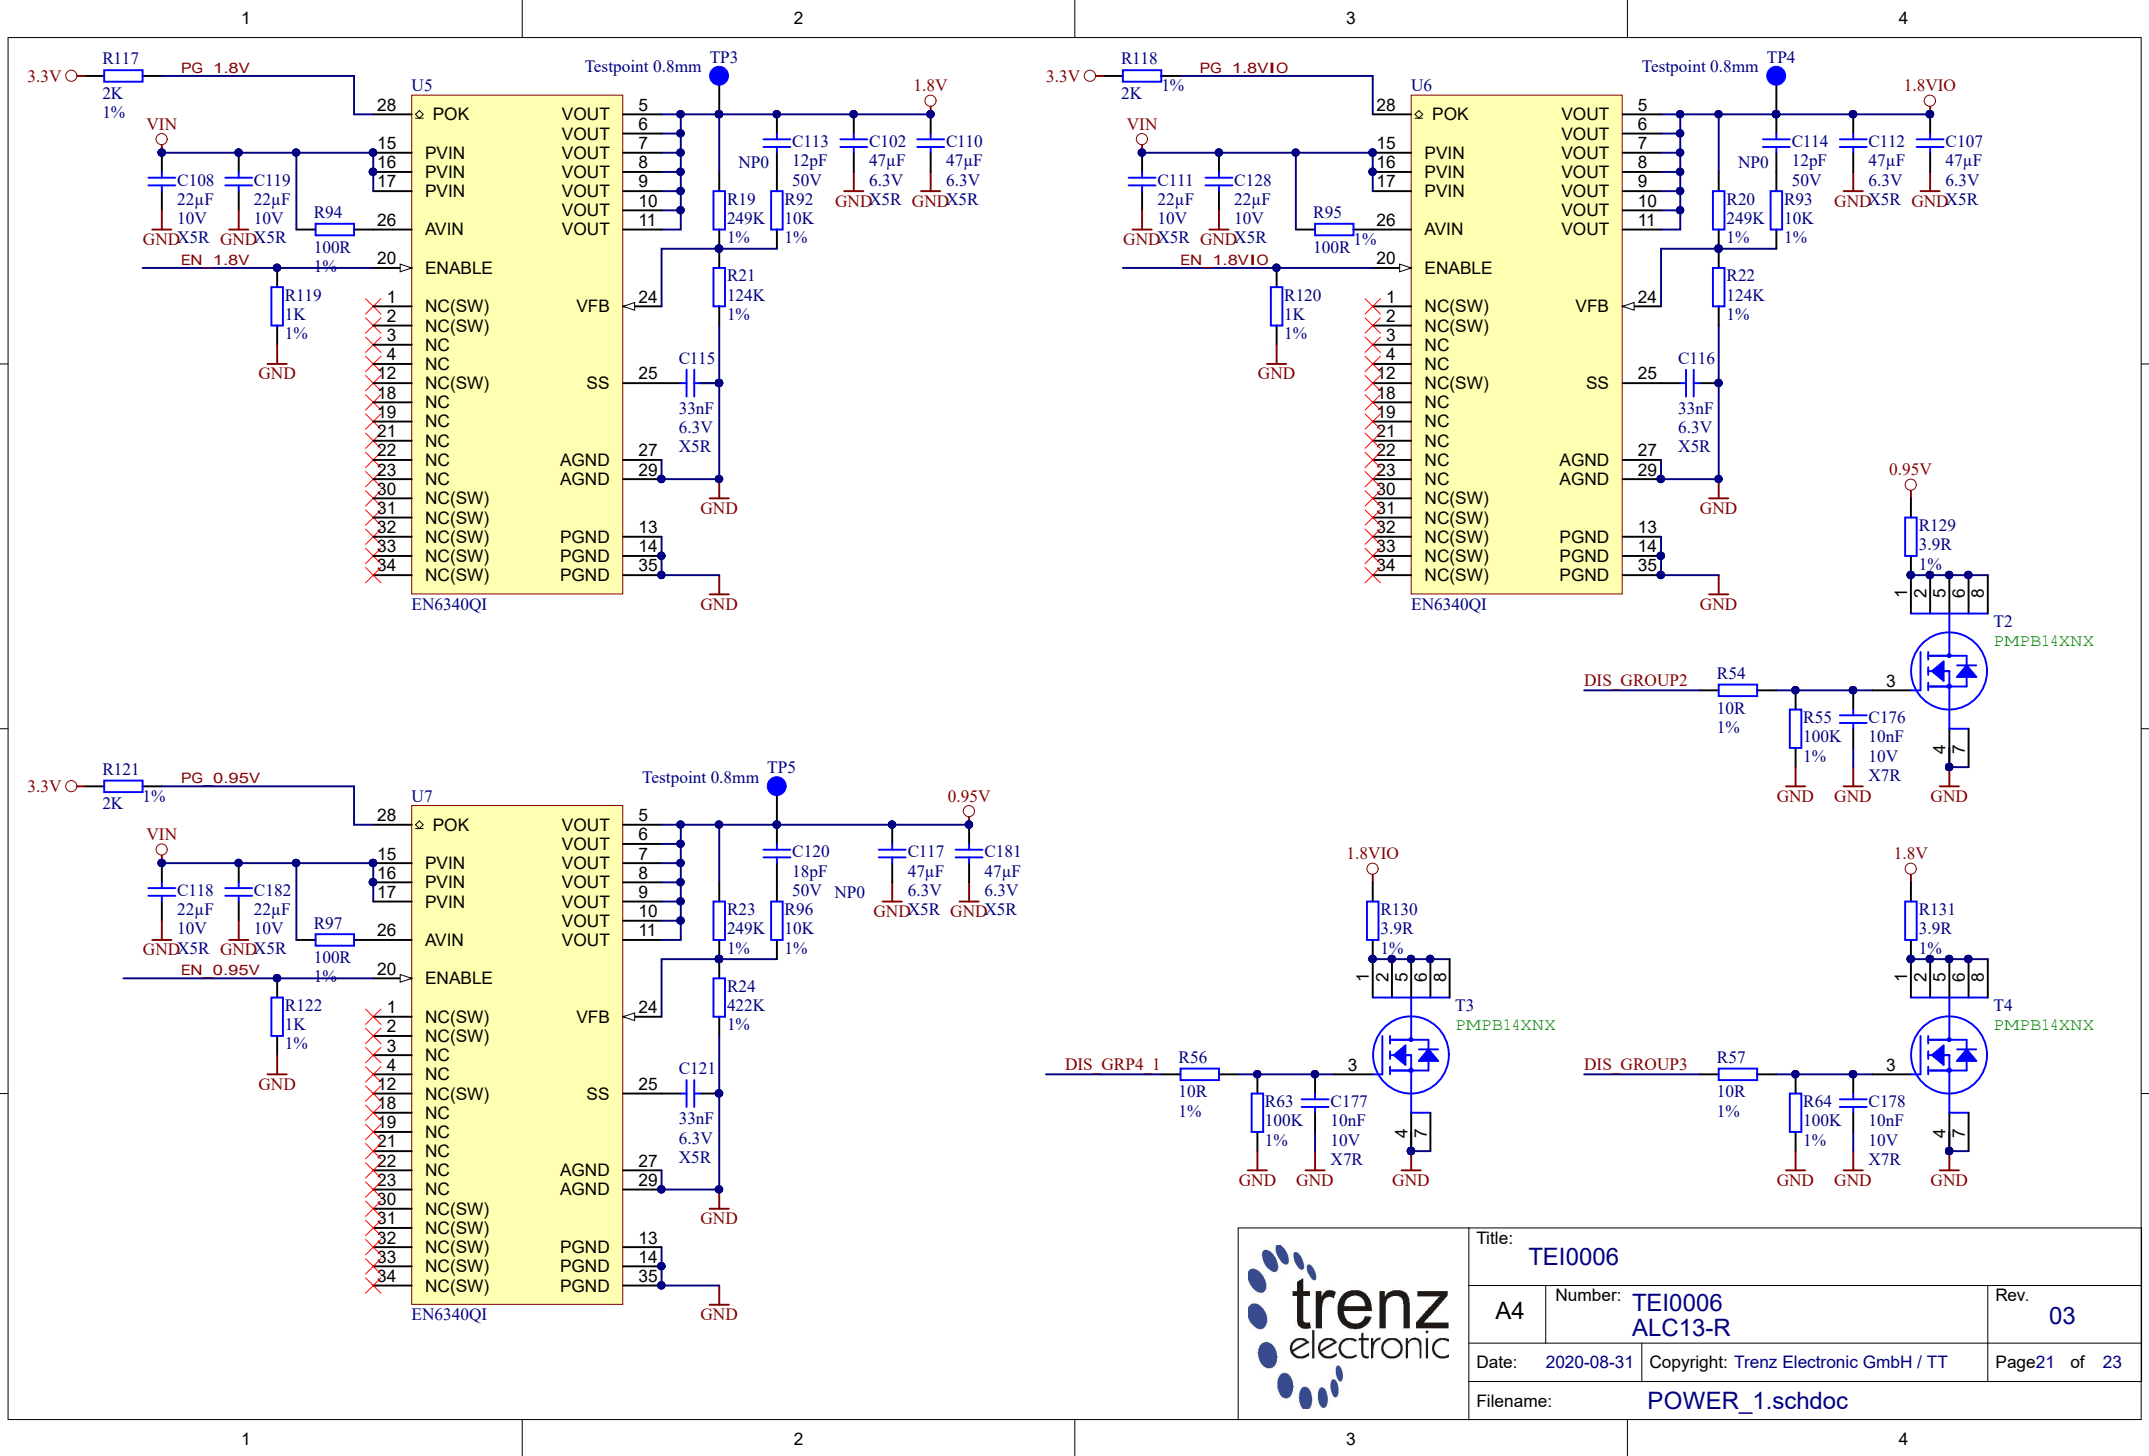 1
2
3
4
3.3V
R117
2K
1%
PG_1.8V
VIN
C108
22µF
10V
X5R
GND
C119
22µF
10V
X5R
GND
R94
100R
1%
EN_1.8V
R119
1K
1%
GND
U5
28 POK
15 PVIN
16 PVIN
17 PVIN
26 AVIN
20 ENABLE
1 NC(SW)
2 NC(SW)
3 NC
4 NC
12 NC(SW)
18 NC
19 NC
21 NC
22 NC
23 NC
30 NC(SW)
31 NC(SW)
32 NC(SW)
33 NC(SW)
34 NC(SW)
VOUT 5
VOUT 6
VOUT 7
VOUT 8
VOUT 9
VOUT 10
VOUT 11
VFB 24
SS 25
AGND 27
AGND 29
PGND 13
PGND 14
PGND 35
EN6340QI
Testpoint 0.8mm
TP3
1.8V
C113
12pF
50V
NP0
C102
47µF
6.3V
X5R
GND
C110
47µF
6.3V
X5R
GND
R19
249K
1%
R92
10K
1%
R21
124K
1%
C115
33nF
6.3V
X5R
GND
GND
3.3V
R118
2K
1%
PG_1.8VIO
VIN
C111
22µF
10V
X5R
GND
C128
22µF
10V
X5R
GND
R95
100R
1%
EN_1.8VIO
R120
1K
1%
GND
U6
28 POK
15 PVIN
16 PVIN
17 PVIN
26 AVIN
20 ENABLE
1 NC(SW)
2 NC(SW)
3 NC
4 NC
12 NC(SW)
18 NC
19 NC
21 NC
22 NC
23 NC
30 NC(SW)
31 NC(SW)
32 NC(SW)
33 NC(SW)
34 NC(SW)
VOUT 5
VOUT 6
VOUT 7
VOUT 8
VOUT 9
VOUT 10
VOUT 11
VFB 24
SS 25
AGND 27
AGND 29
PGND 13
PGND 14
PGND 35
EN6340QI
Testpoint 0.8mm
TP4
1.8VIO
C114
12pF
50V
NP0
C112
47µF
6.3V
X5R
GND
C107
47µF
6.3V
X5R
GND
R20
249K
1%
R93
10K
1%
R22
124K
1%
C116
33nF
6.3V
X5R
GND
GND
0.95V
R129
3.9R
1%
1 2 5 6 8
T2
PMPB14XNX
DIS_GROUP2
R54
10R
1%
3
R55
100K
1%
C176
10nF
10V
X7R
4 7
GND
GND
GND
3.3V
R121
2K
1%
PG_0.95V
VIN
C118
22µF
10V
X5R
GND
C182
22µF
10V
X5R
GND
R97
100R
1%
EN_0.95V
R122
1K
1%
GND
U7
28 POK
15 PVIN
16 PVIN
17 PVIN
26 AVIN
20 ENABLE
1 NC(SW)
2 NC(SW)
3 NC
4 NC
12 NC(SW)
18 NC
19 NC
21 NC
22 NC
23 NC
30 NC(SW)
31 NC(SW)
32 NC(SW)
33 NC(SW)
34 NC(SW)
VOUT 5
VOUT 6
VOUT 7
VOUT 8
VOUT 9
VOUT 10
VOUT 11
VFB 24
SS 25
AGND 27
AGND 29
PGND 13
PGND 14
PGND 35
EN6340QI
Testpoint 0.8mm
TP5
0.95V
C120
18pF
50V
NP0
C117
47µF
6.3V
X5R
GND
C181
47µF
6.3V
X5R
GND
R23
249K
1%
R96
10K
1%
R24
422K
1%
C121
33nF
6.3V
X5R
GND
GND
1.8VIO
R130
3.9R
1%
1 2 5 6 8
T3
PMPB14XNX
DIS_GRP4_1
R56
10R
1%
3
R63
100K
1%
C177
10nF
10V
X7R
4 7
GND
GND
GND
1.8V
R131
3.9R
1%
1 2 5 6 8
T4
PMPB14XNX
DIS_GROUP3
R57
10R
1%
3
R64
100K
1%
C178
10nF
10V
X7R
4 7
GND
GND
GND
trenz
electronic
Title:
TEI0006
A4
Number: TEI0006
ALC13-R
Rev.
03
Date: 2020-08-31
Copyright: Trenz Electronic GmbH / TT
Page21 of 23
Filename: POWER_1.schdoc
1
2
3
4